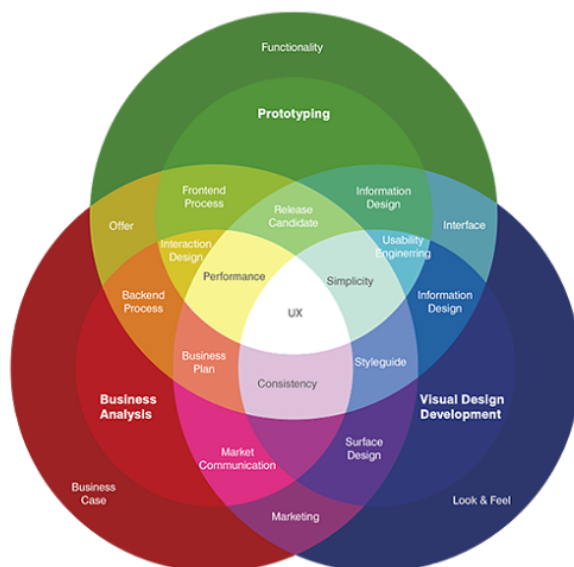 Functionality
Prototyping
Frontend
Process
Information
Design
Release
Candidate
Offer
Interface
Interaction
Design
Usability
Enginerring
Performance
Simplicity
Backend
Process
Information
Design
UX
Business
Plan
Styleguide
Consistency
Business
Analysis
Visual Design
Development
Market
Communication
Surface
Design
Business
Case
Look & Feel
Marketing